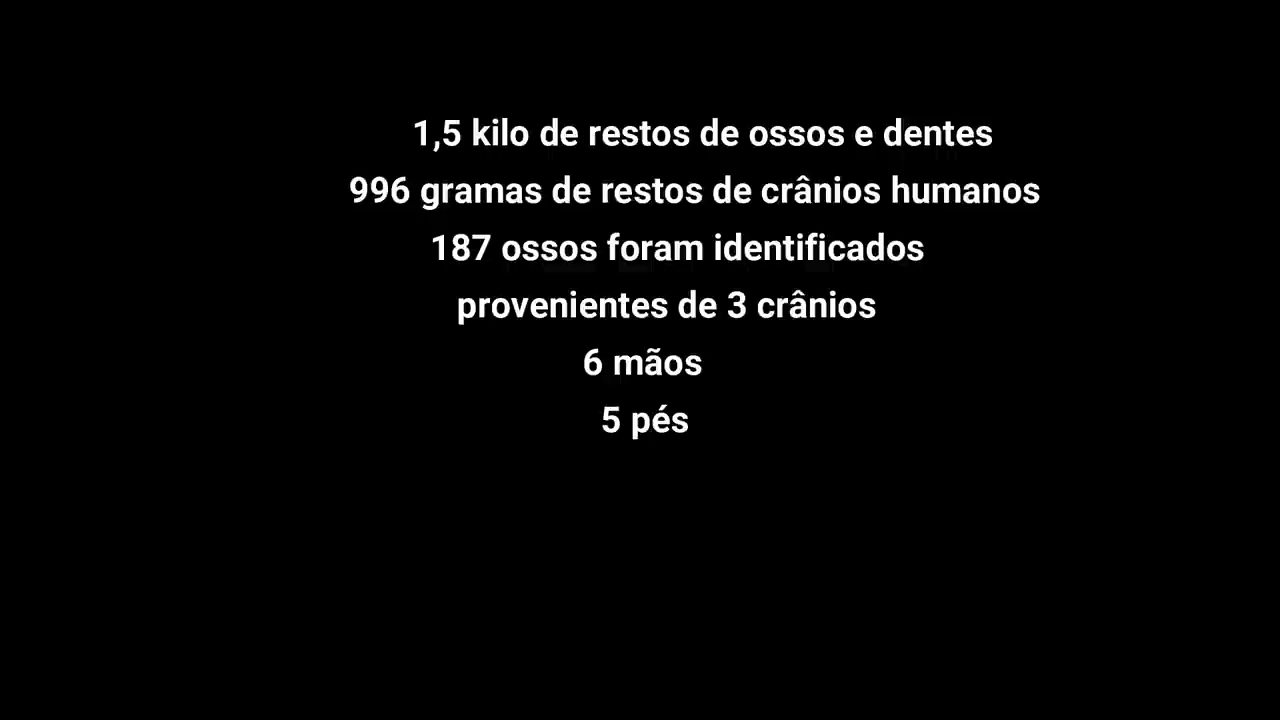 1,5 kilo de restos de ossos e dentes
996 gramas de restos de crânios humanos
187 ossos foram identificados
provenientes de 3 crânios
6 mãos
5 pés